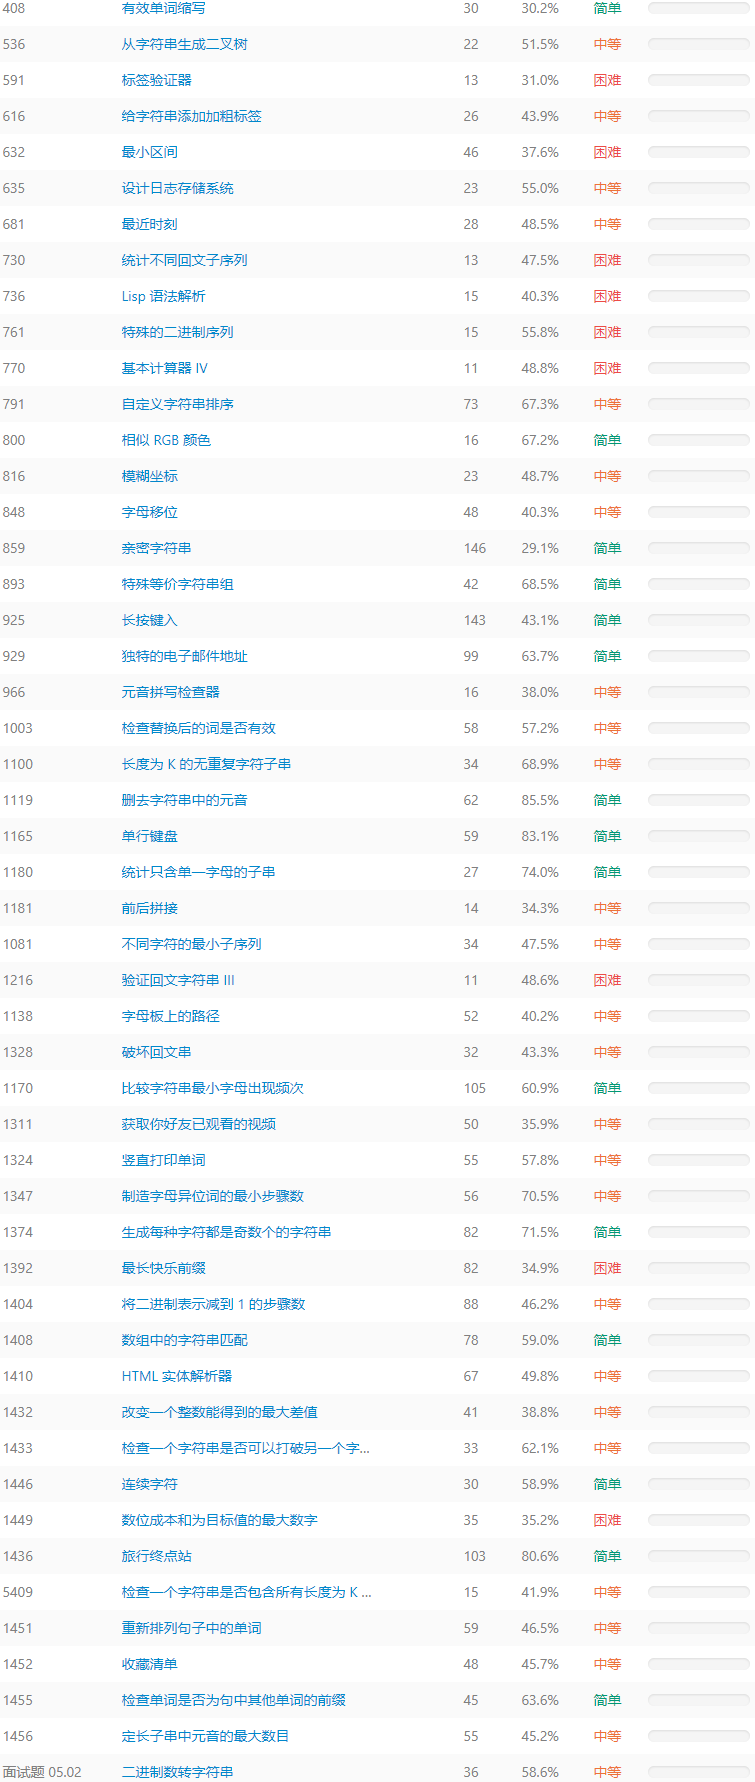 408 有效单词缩写 30 30.2% 简单
536 从字符串生成二叉树 22 51.5% 中等
591 标签验证器 13 31.0% 困难
616 给字符串添加加粗标签 26 43.9% 中等
632 最小区间 46 37.6% 困难
635 设计日志存储系统 23 55.0% 中等
681 最近时刻 28 48.5% 中等
730 统计不同回文子序列 13 47.5% 困难
736 Lisp 语法解析 15 40.3% 困难
761 特殊的二进制序列 15 55.8% 困难
770 基本计算器 IV 11 48.8% 困难
791 自定义字符串排序 73 67.3% 中等
800 相似 RGB 颜色 16 67.2% 简单
816 模糊坐标 23 48.7% 中等
848 字母移位 48 40.3% 中等
859 亲密字符串 146 29.1% 简单
893 特殊等价字符串组 42 68.5% 简单
925 长按键入 143 43.1% 简单
929 独特的电子邮件地址 99 63.7% 简单
966 元音拼写检查器 16 38.0% 中等
1003 检查替换后的词是否有效 58 57.2% 中等
1100 长度为 K 的无重复字符子串 34 68.9% 中等
1119 删去字符串中的元音 62 85.5% 简单
1165 单行键盘 59 83.1% 简单
1180 统计只含单一字母的子串 27 74.0% 简单
1181 前后拼接 14 34.3% 中等
1081 不同字符的最小子序列 34 47.5% 中等
1216 验证回文字符串 III 11 48.6% 困难
1138 字母板上的路径 52 40.2% 中等
1328 破坏回文串 32 43.3% 中等
1170 比较字符串最小字母出现频次 105 60.9% 简单
1311 获取你好友已观看的视频 50 35.9% 中等
1324 竖直打印单词 55 57.8% 中等
1347 制造字母异位词的最小步骤数 56 70.5% 中等
1374 生成每种字符都是奇数个的字符串 82 71.5% 简单
1392 最长快乐前缀 82 34.9% 困难
1404 将二进制表示减到 1 的步骤数 88 46.2% 中等
1408 数组中的字符串匹配 78 59.0% 简单
1410 HTML 实体解析器 67 49.8% 中等
1432 改变一个整数能得到的最大差值 41 38.8% 中等
1433 检查一个字符串是否可以打破另一个字... 33 62.1% 中等
1446 连续字符 30 58.9% 简单
1449 数位成本和为目标值的最大数字 35 35.2% 困难
1436 旅行终点站 103 80.6% 简单
5409 检查一个字符串是否包含所有长度为 K ... 15 41.9% 中等
1451 重新排列句子中的单词 59 46.5% 中等
1452 收藏清单 48 45.7% 中等
1455 检查单词是否为句中其他单词的前缀 45 63.6% 简单
1456 定长子串中元音的最大数目 55 45.2% 中等
面试题 05.02 二进制数转字符串 36 58.6% 中等